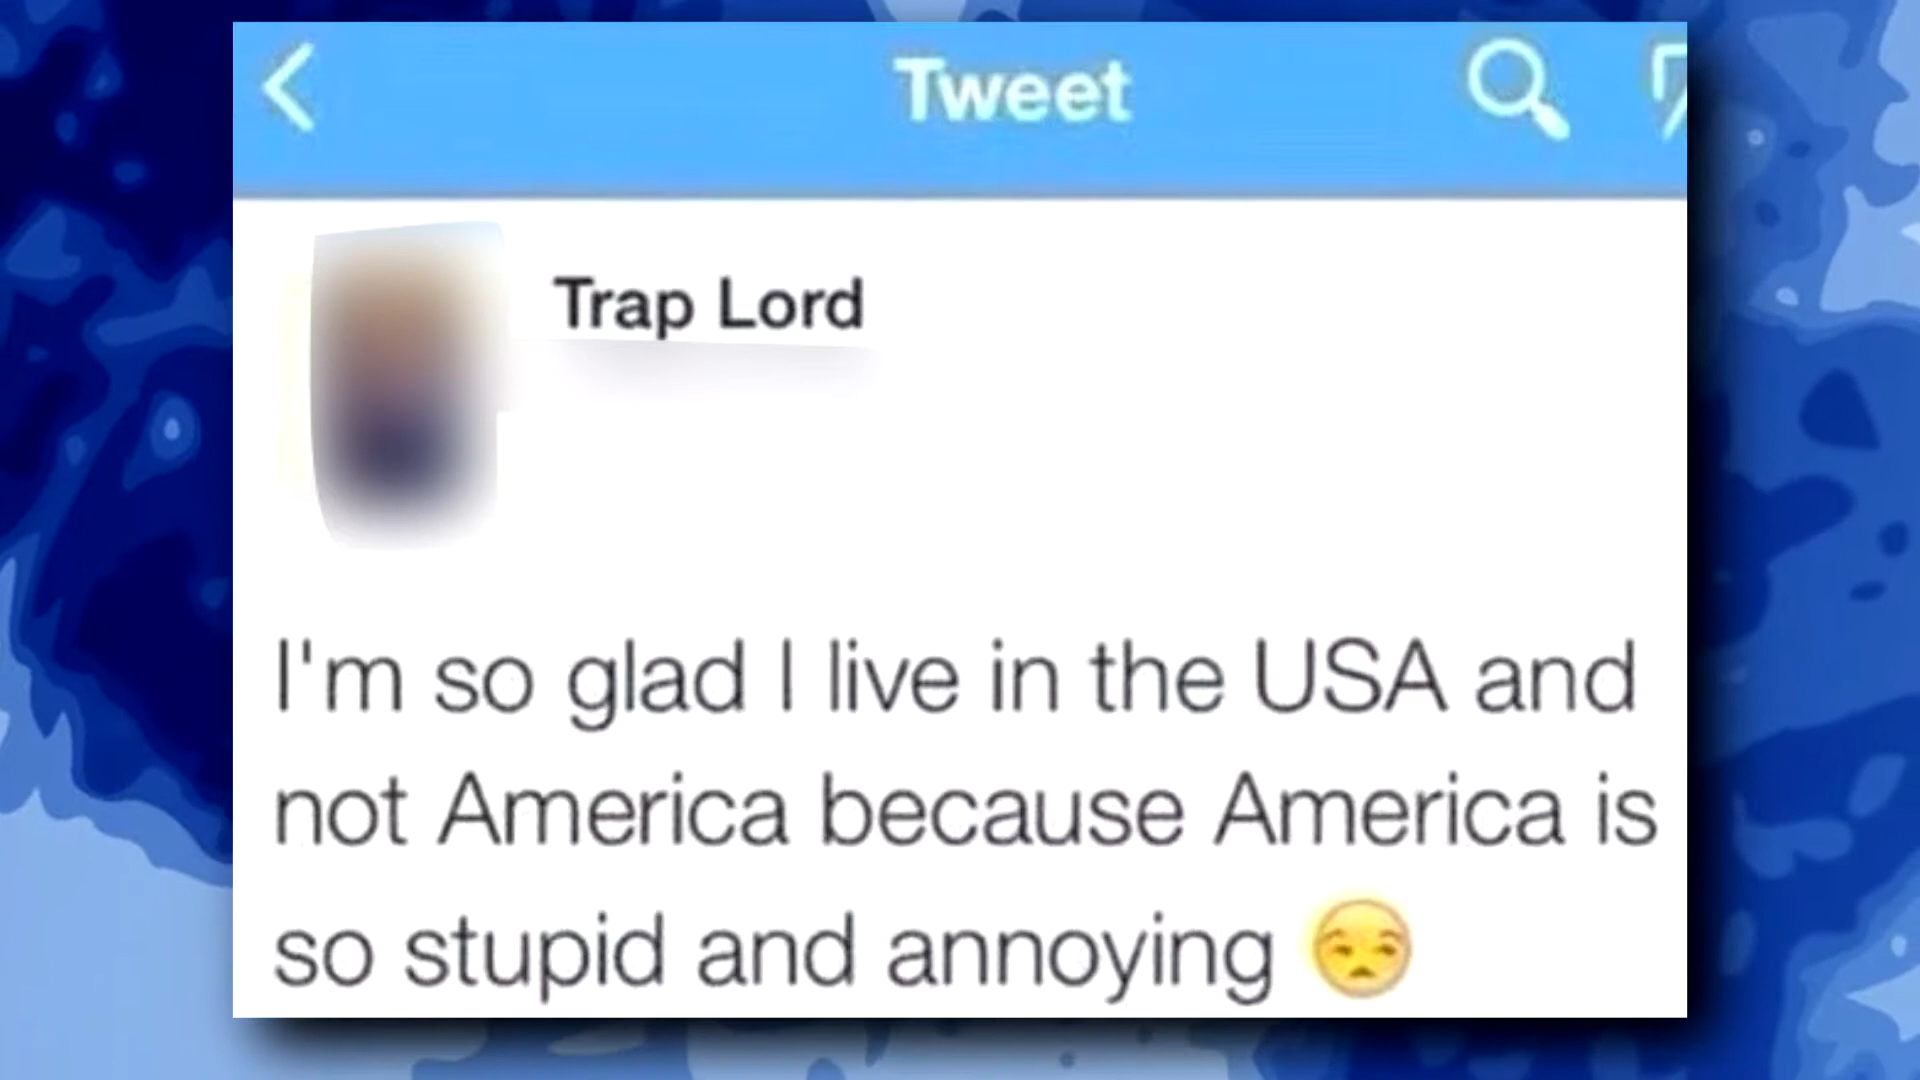 Tweet
Trap Lord
I'm so glad I live in the USA and
not America because America is
so stupid and annoying 😒